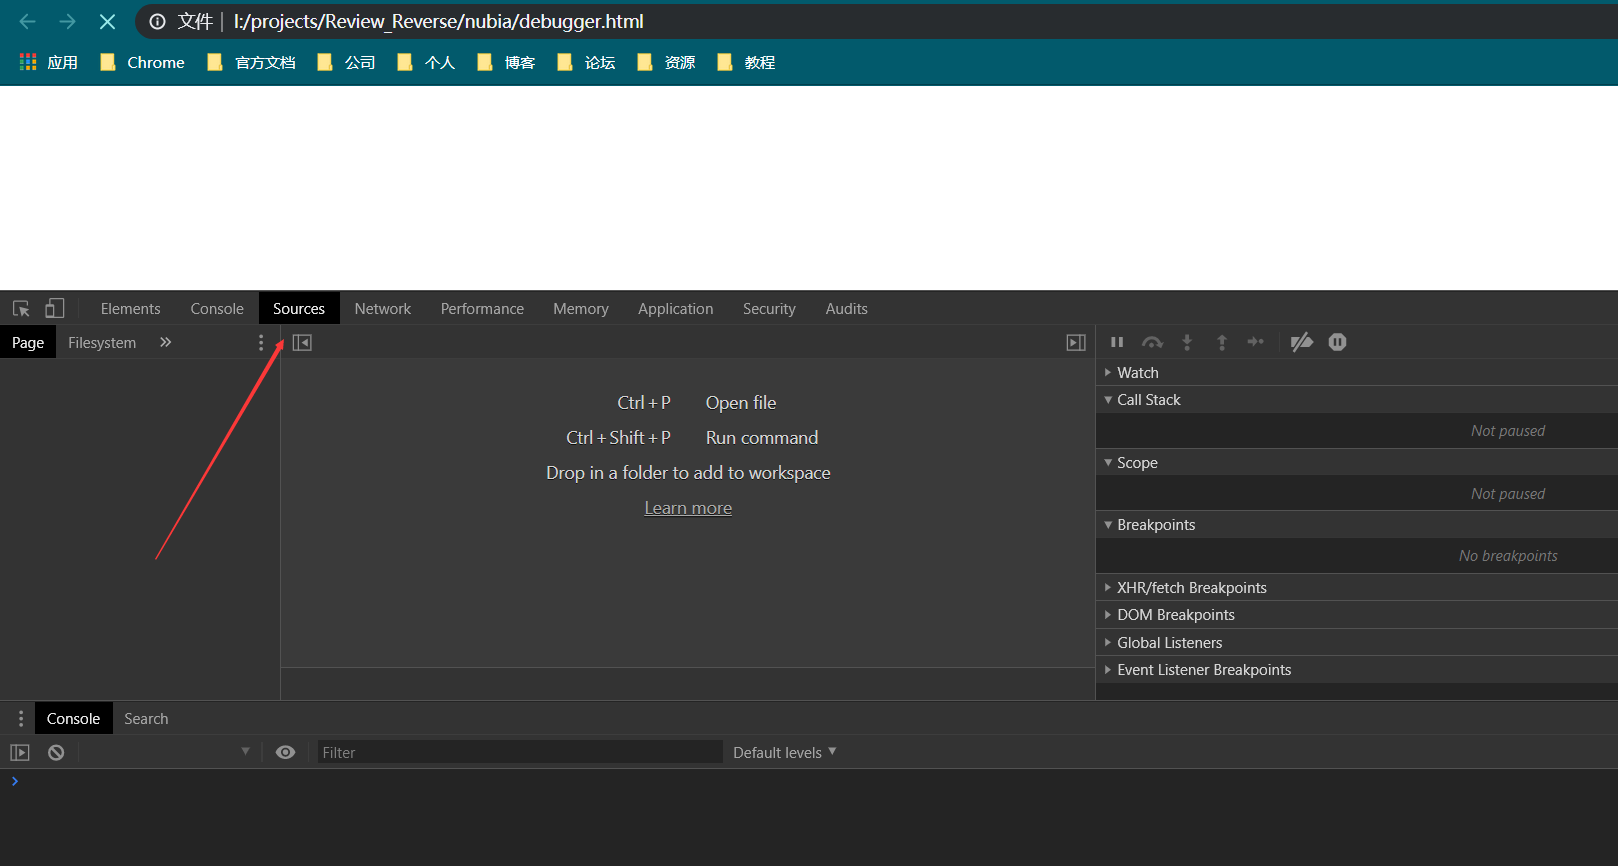 文件 | I:/projects/Review_Reverse/nubia/debugger.html
应用 Chrome 官方文档 公司 个人 博客 论坛 资源 教程
Elements Console Sources Network Performance Memory Application Security Audits
Page Filesystem »
Ctrl + P Open file
Ctrl + Shift + P Run command
Drop in a folder to add to workspace
Learn more
Watch
Call Stack
Not paused
Scope
Not paused
Breakpoints
No breakpoints
XHR/fetch Breakpoints
DOM Breakpoints
Global Listeners
Event Listener Breakpoints
Console Search
Filter Default levels